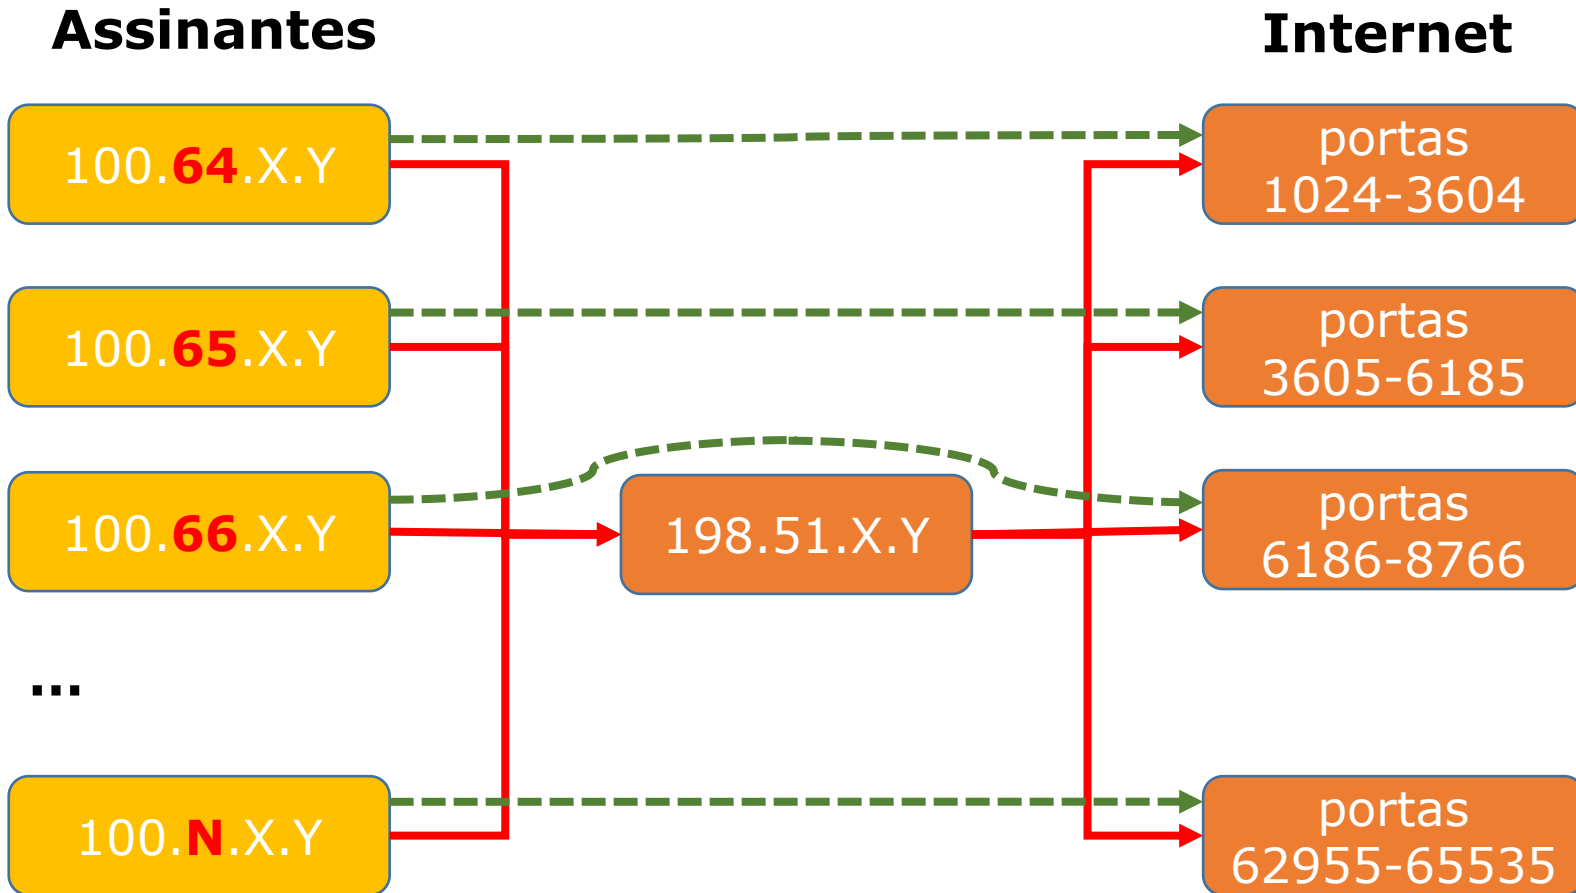 Assinantes
Internet
100.64.X.Y
portas
1024-3604
100.65.X.Y
portas
3605-6185
100.66.X.Y
198.51.X.Y
portas
6186-8766
...
100.N.X.Y
portas
62955-65535